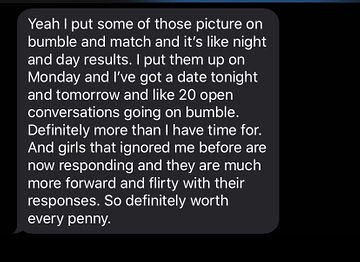 Yeah I put some of those picture on
bumble and match and it's like night
and day results. I put them up on
Monday and I've got a date tonight
and tomorrow and like 20 open
conversations going on bumble.
Definitely more than I have time for.
And girls that ignored me before are
now responding and they are much
more forward and flirty with their
responses. So definitely worth
every penny.